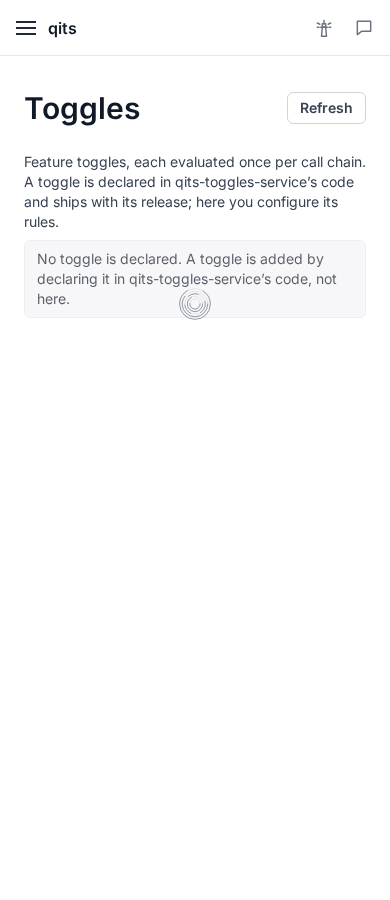 qits
Toggles
Refresh
Feature toggles, each evaluated once per call chain.
A toggle is declared in qits-toggles-service’s code
and ships with its release; here you configure its
rules.
No toggle is declared. A toggle is added by
declaring it in qits-toggles-service’s code, not
here.